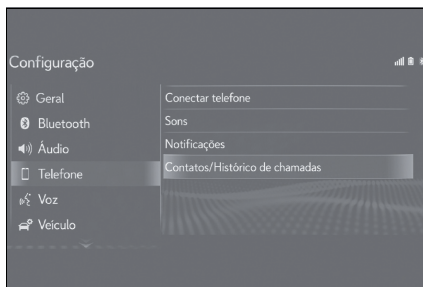 Configuração
Geral
Bluetooth
Áudio
Telefone
Voz
Veículo
Conectar telefone
Sons
Notificações
Contatos/Histórico de chamadas